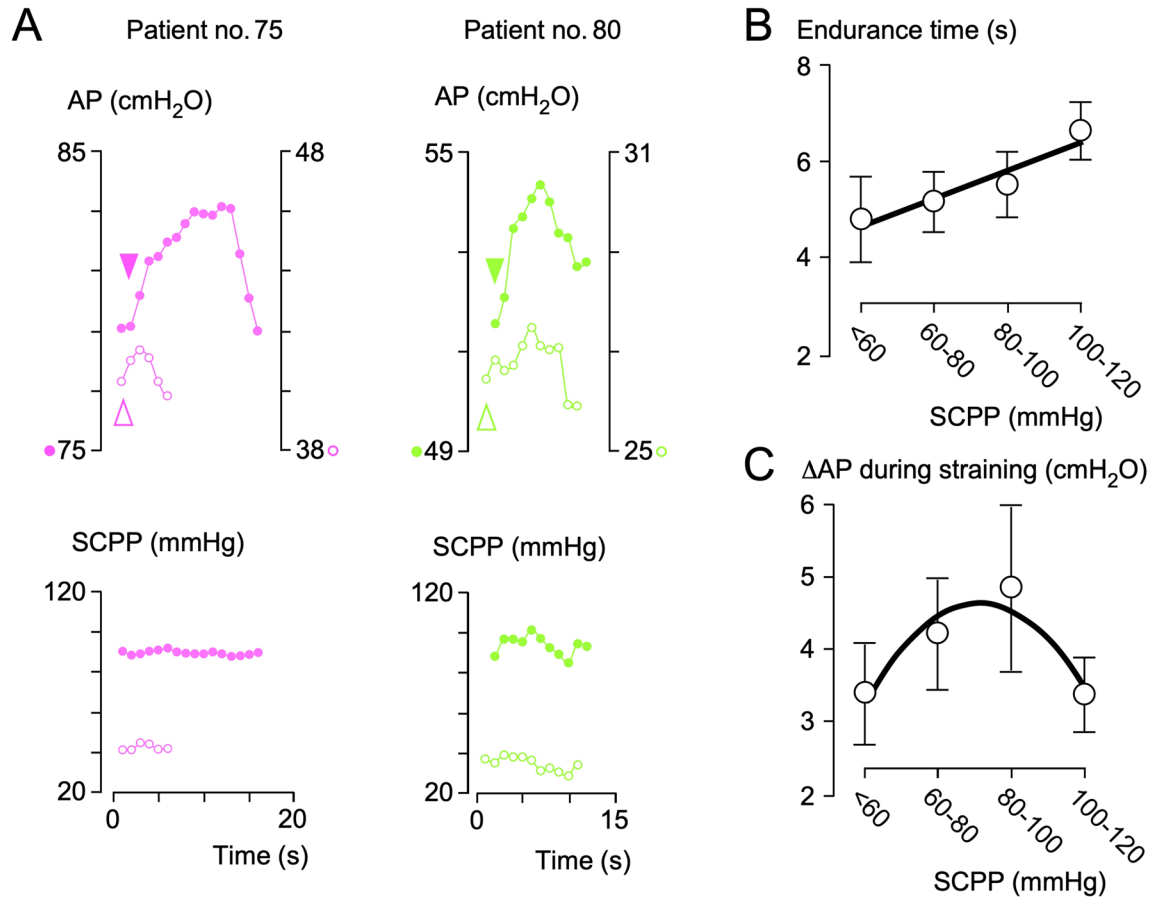 A
Patient no. 75
Patient no. 80
AP (cmH2O)
AP (cmH2O)
85
48
55
31
75
38
49
25
SCPP (mmHg)
SCPP (mmHg)
120
120
20
20
0
20
0
15
Time (s)
Time (s)
B
Endurance time (s)
8
6
4
2
<60
60-80
80-100
100-120
SCPP (mmHg)
C
ΔAP during straining (cmH2O)
6
5
4
3
2
<60
60-80
80-100
100-120
SCPP (mmHg)